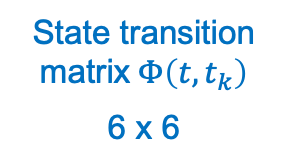 State transition
matrix Φ(t, tₖ)
6 x 6